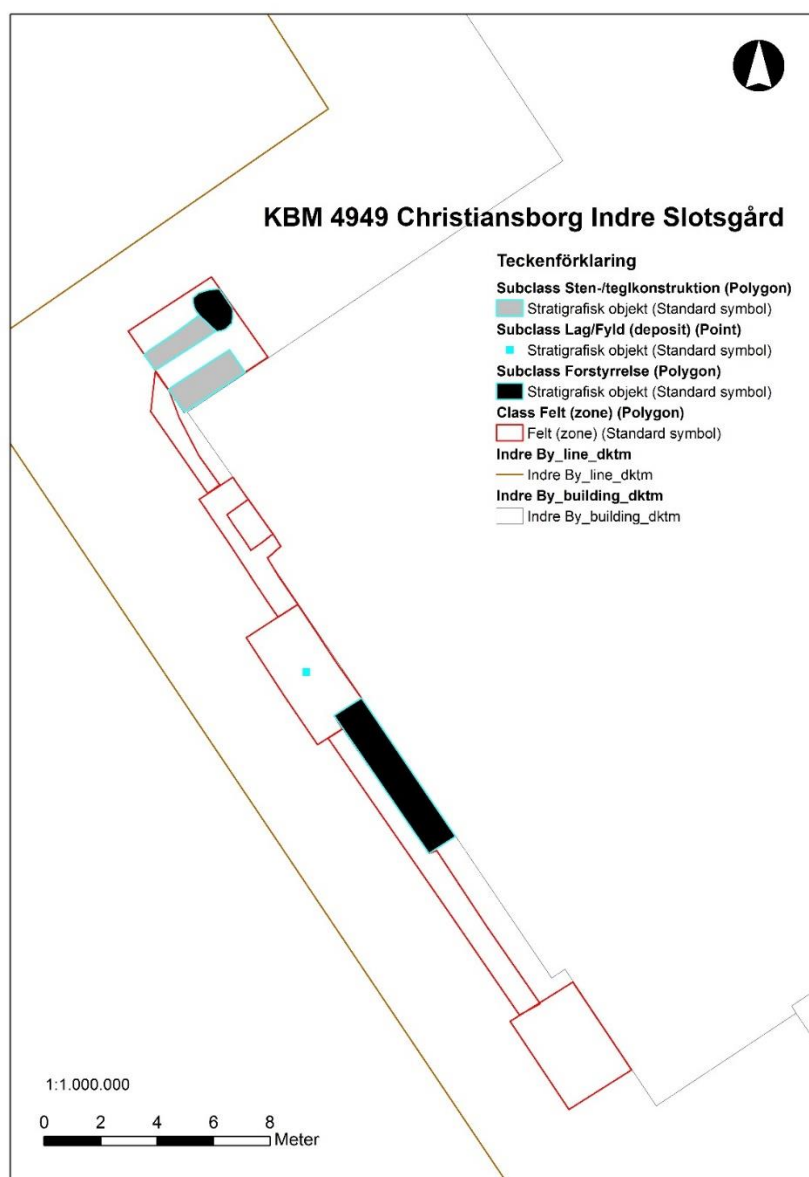 KBM 4949 Christiansborg Indre Slotsgård
Teckenförklaring
Subclass Sten-/teglkonstruktion (Polygon)
Stratigrafisk objekt (Standard symbol)
Subclass Lag/Fyld (deposit) (Point)
Stratigrafisk objekt (Standard symbol)
Subclass Forstyrrelse (Polygon)
Stratigrafisk objekt (Standard symbol)
Class Felt (zone) (Polygon)
Felt (zone) (Standard symbol)
Indre By_line_dktm
Indre By_line_dktm
Indre By_building_dktm
Indre By_building_dktm
1:1.000.000
0 2 4 6 8
Meter